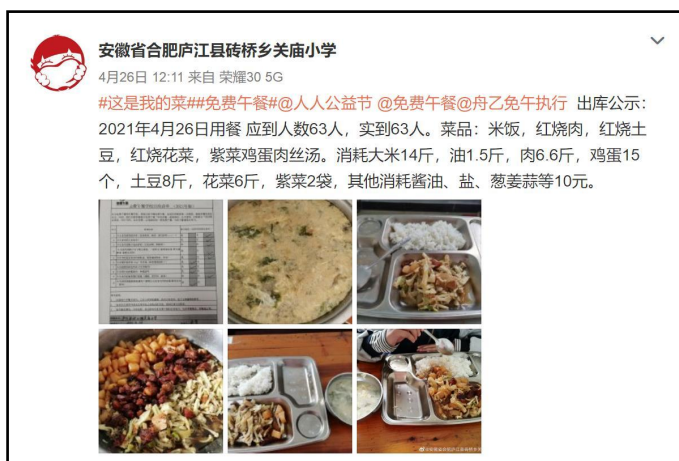 安徽省合肥庐江县砖桥乡关庙小学
4月26日 12:11 来自 荣耀30 5G
#这是我的菜##免费午餐#@人人公益节 @免费午餐@舟乙免午执行 出库公示：
2021年4月26日用餐 应到人数63人，实到63人。菜品：米饭，红烧肉，红烧土
豆，红烧花菜，紫菜鸡蛋肉丝汤。消耗大米14斤，油1.5斤，肉6.6斤，鸡蛋15
个，土豆8斤，花菜6斤，紫菜2袋，其他消耗酱油、盐、葱姜蒜等10元。